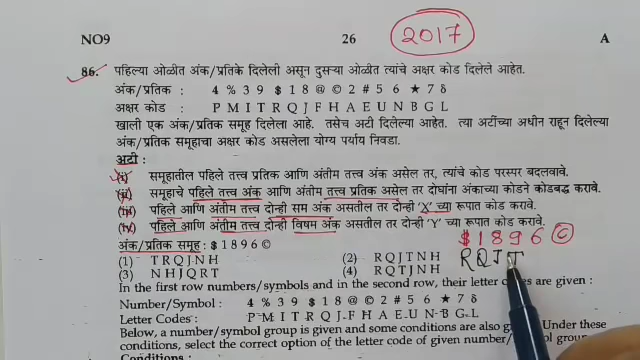 NO9 26 2017 A
86. पहिल्या ओळीत अंक/प्रतिके दिलेली असून दुसऱ्या ओळीत त्यांचे अक्षर कोड दिलेले आहेत.
अंक/प्रतिक : 4 % 3 9 $ 1 8 @ © 2 # 5 6 ★ 7 δ
अक्षर कोड : P M I T R Q J F H A E U N B G L
खाली एक अंक/प्रतिक समूह दिलेला आहे. तसेच अटी दिलेल्या आहेत. त्या अटींच्या अधीन राहून दिलेल्या
अंक/प्रतिक समूहाचा अक्षर कोड असलेला योग्य पर्याय निवडा.
अटी :
(i) समूहातील पहिले तत्त्व अंक आणि अंतीम तत्त्व अंक असेल तर, त्यांचे कोड परस्पर बदलवावे.
(ii) समूहाचे पहिले तत्त्व अंक आणि अंतीम तत्त्व प्रतिक असेल तर दोघांना अंकाच्या कोडने कोडबद्ध करावे.
(iii) पहिले आणि अंतीम तत्त्व दोन्ही सम अंक असतील तर दोन्ही 'X' च्या रूपात कोड करावे.
(iv) पहिले आणि अंतीम तत्त्व दोन्ही विषम अंक असतील तर दोन्ही 'Y' च्या रूपात कोड करावे.
अंक/प्रतिक समूह : $ 1 8 9 6 © $ 1 8 9 6 ©
(1) T R Q J N H (2) R Q J T N H R Q J T
(3) N H J Q R T (4) R Q T J N H
In the first row numbers/symbols and in the second row, their letter codes are given :
Number/Symbol : 4 % 3 9 $ 1 8 @ © 2 # 5 6 ★ 7 δ
Letter Codes : P M I T R Q J F H A E U N B G L
Below, a number/symbol group is given and some conditions are also given. Under these
conditions, select the correct option of the letter code of given number/symbol group.
Conditions :